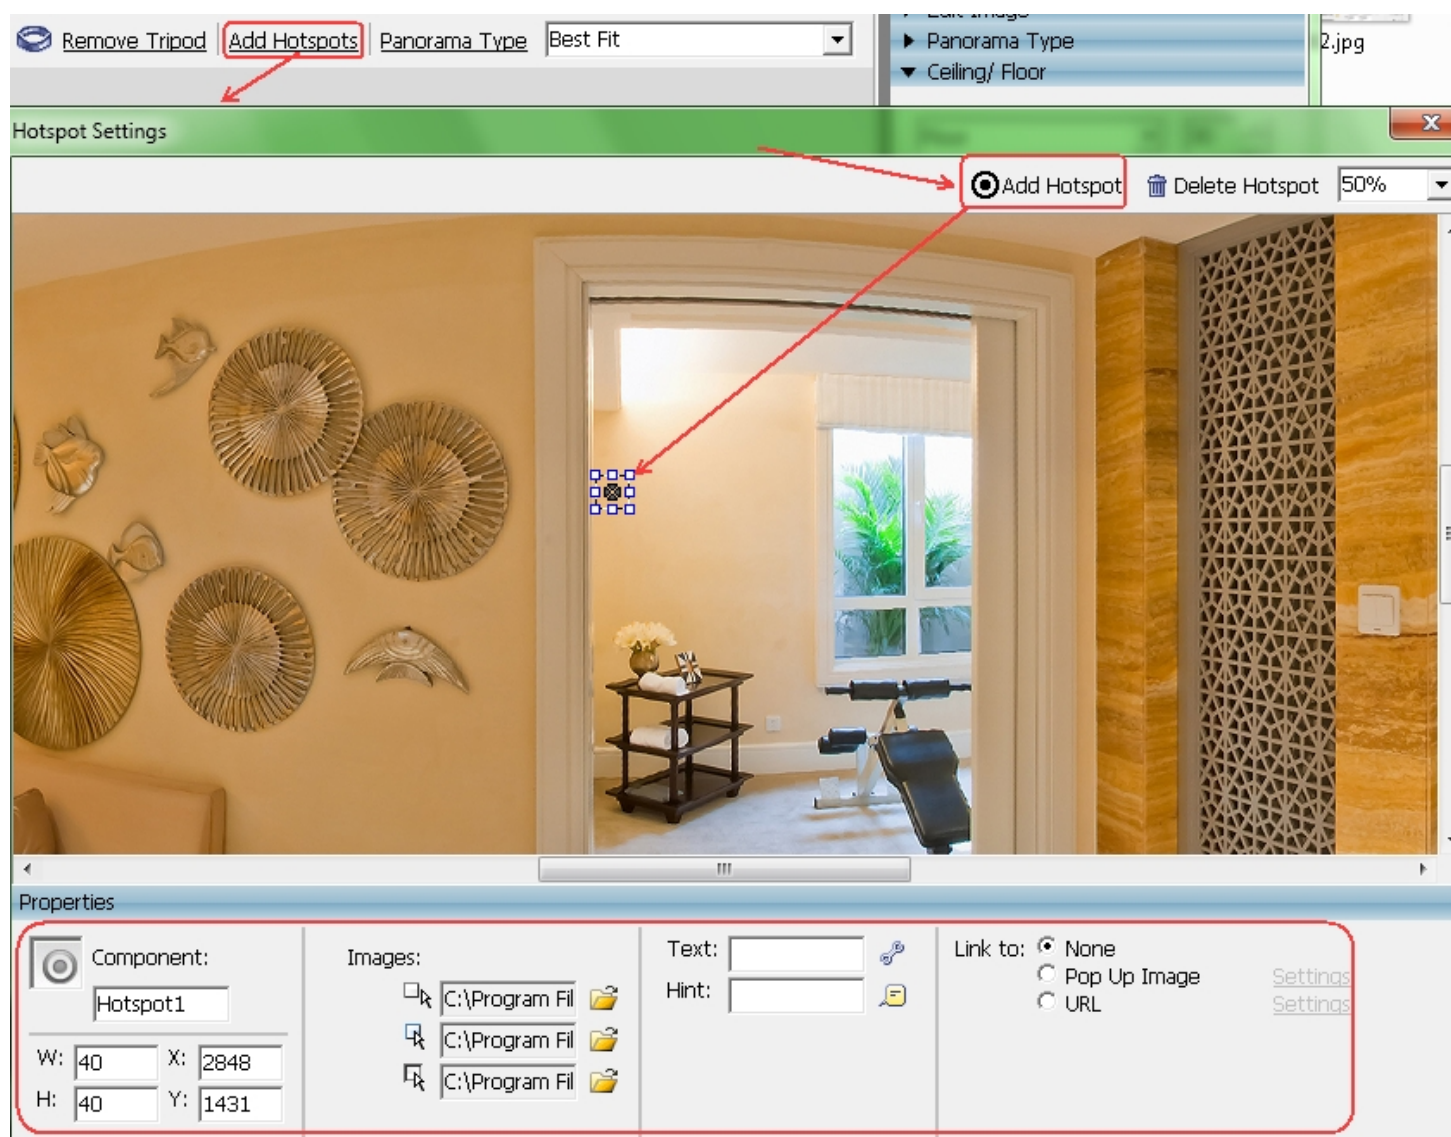 Edit Image
Remove Tripod Add Hotspots Panorama Type Best Fit
Panorama Type
2.jpg
Ceiling/ Floor
Hotspot Settings
X
Add Hotspot Delete Hotspot 50%
Properties
Component:
Hotspot1
W: 40 X: 2848
H: 40 Y: 1431
Images:
C:\Program Fil
C:\Program Fil
C:\Program Fil
Text:
Hint:
Link to: None
Pop Up Image Settings
URL Settings